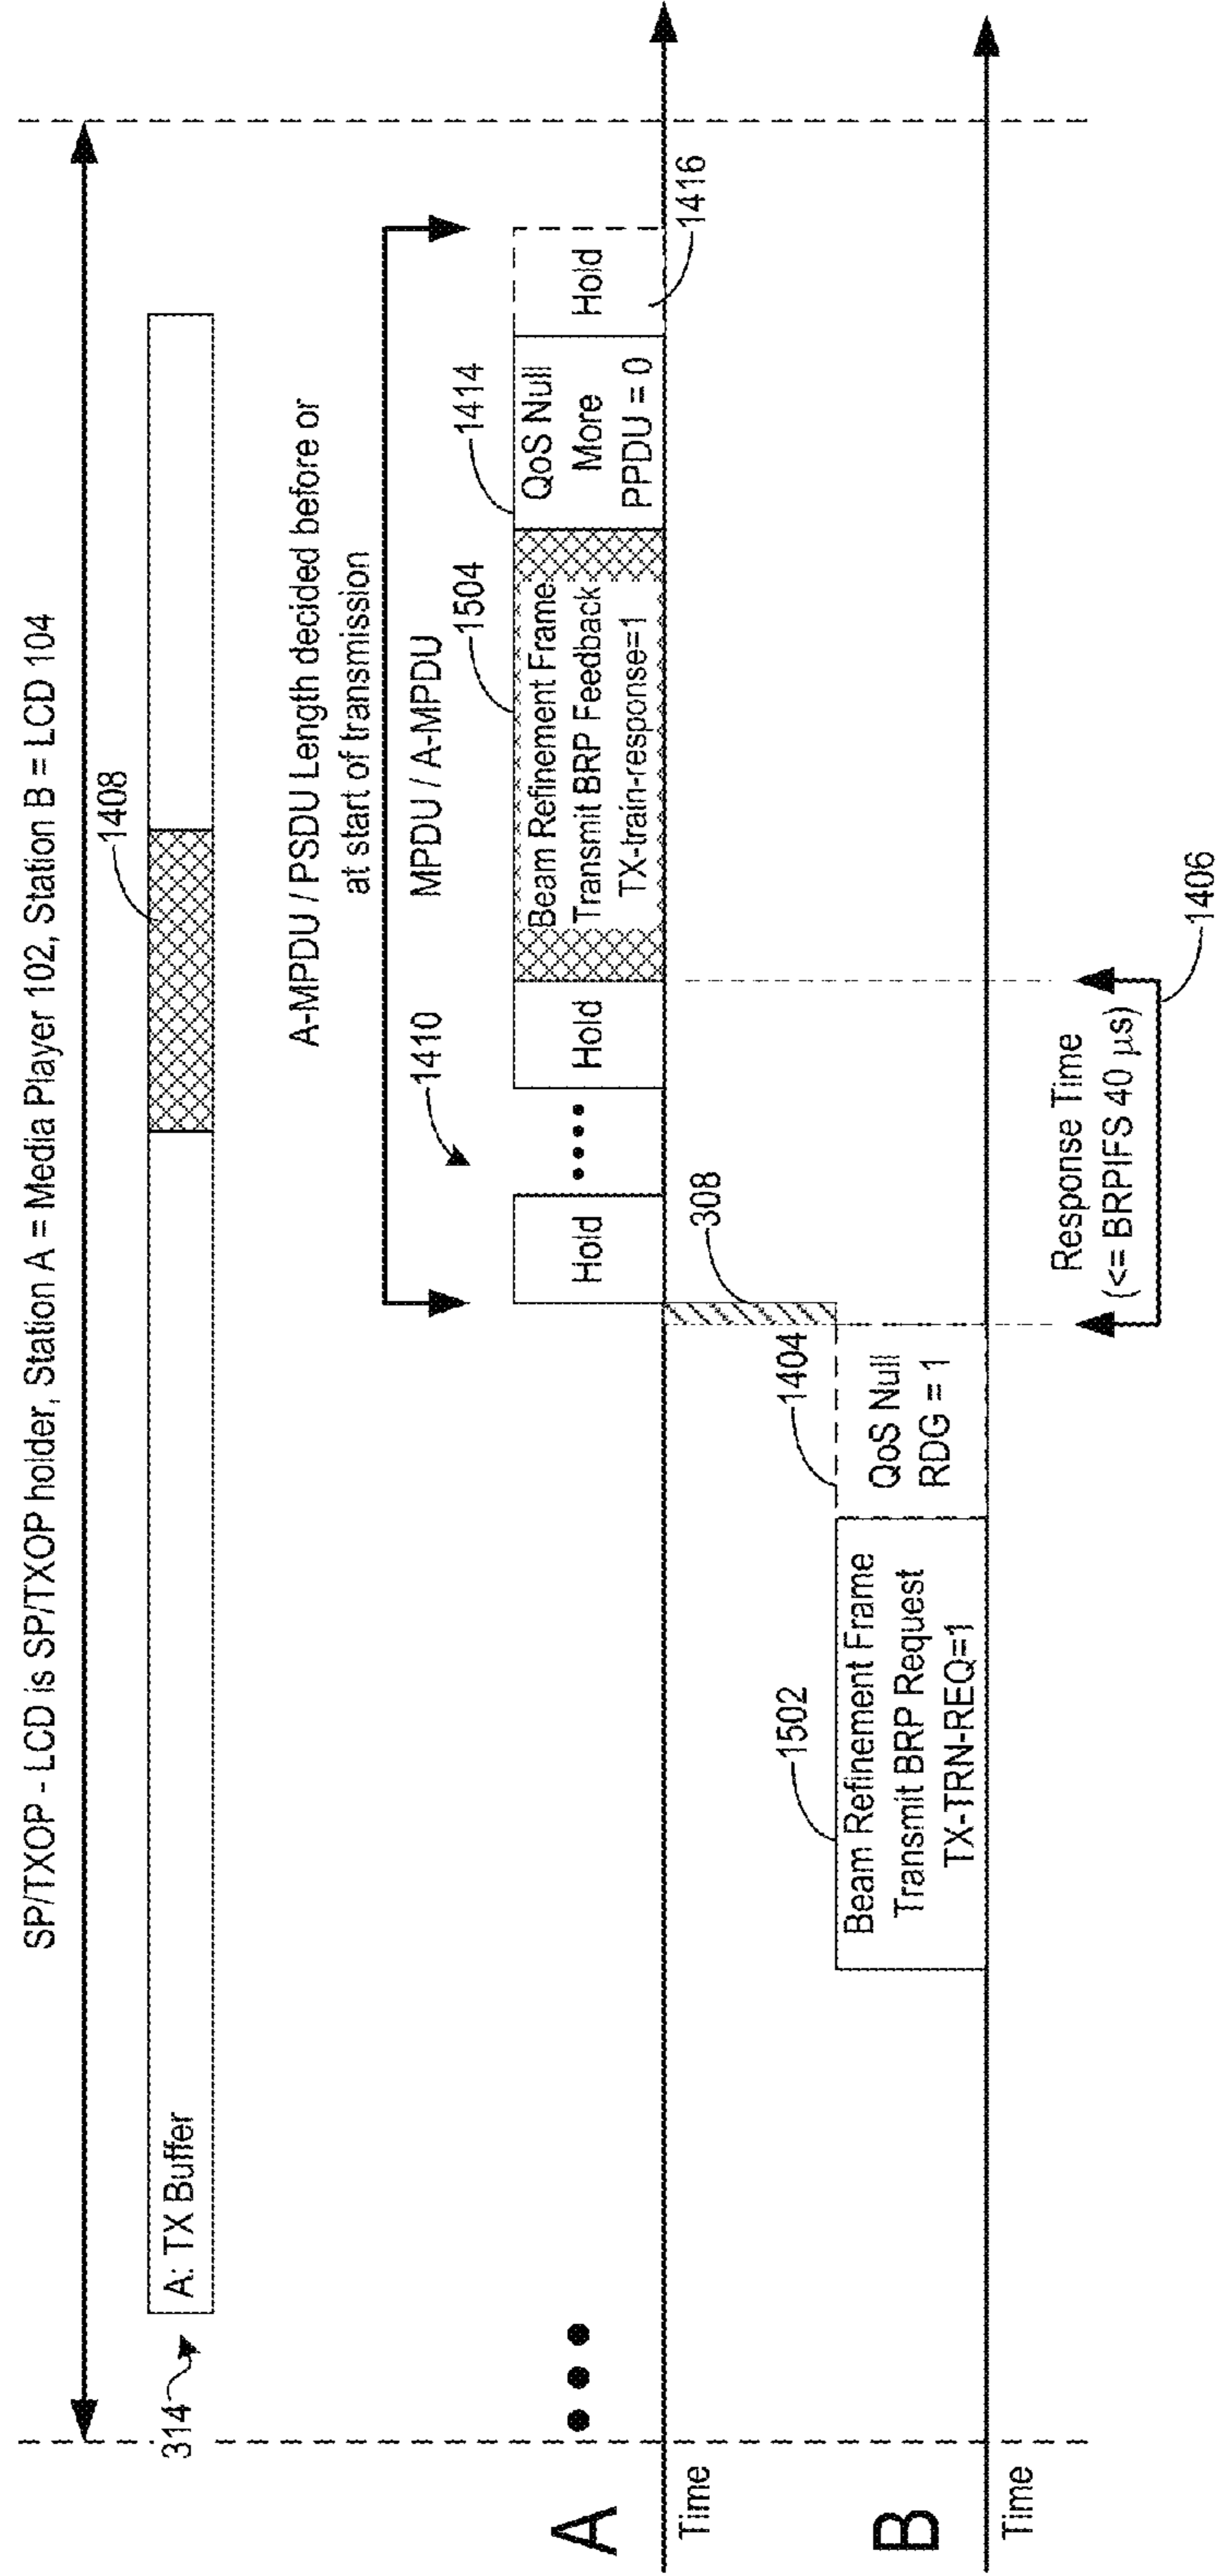 SP/TXOP - LCD is SP/TXOP holder, Station A = Media Player 102, Station B = LCD 104
314
A: TX Buffer
1408
A-MPDU / PSDU Length decided before or
at start of transmission
1410
MPDU / A-MPDU
1504
1414
A
Hold
Hold
Beam Refinement Frame
Transmit BRP Feedback
TX-train-response=1
QoS Null
More
PPDU = 0
Hold
Time
308
1416
1502
1404
B
Beam Refinement Frame
Transmit BRP Request
TX-TRN-REQ=1
QoS Null
RDG = 1
Time
Response Time
(<= BRPIFS 40 µs)
1406